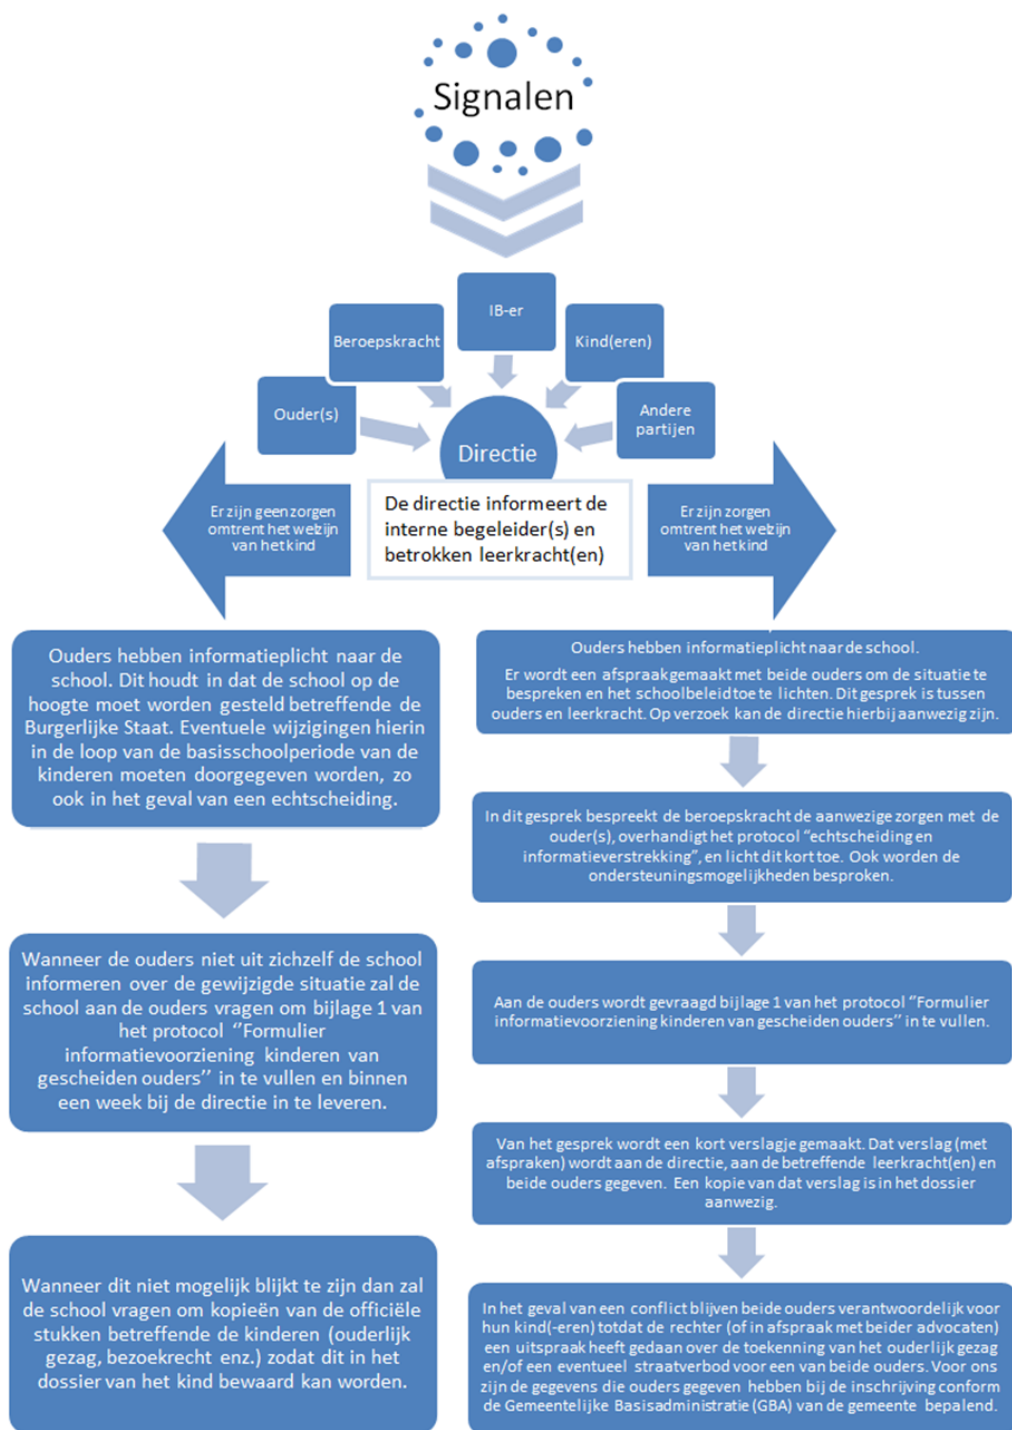 Signalen
IB-er
Beroepskracht
Kind(eren)
Ouder(s)
Andere
partijen
Directie
De directie informeert de
interne begeleider(s) en
betrokken leerkracht(en)
Er zijn geen zorgen
omtrent het welzijn
van het kind
Er zijn zorgen
omtrent het welzijn
van het kind
Ouders hebben informatieplicht naar de
school. Dit houdt in dat de school op de
hoogte moet worden gesteld betreffende de
Burgerlijke Staat. Eventuele wijzigingen hierin
in de loop van de basisschoolperiode van de
kinderen moeten doorgegeven worden, zo
ook in het geval van een echtscheiding.
Wanneer de ouders niet uit zichzelf de school
informeren over de gewijzigde situatie zal de
school aan de ouders vragen om bijlage 1 van
het protocol ‘’Formulier
informatievoorziening kinderen van
gescheiden ouders’’ in te vullen en binnen
een week bij de directie in te leveren.
Wanneer dit niet mogelijk blijkt te zijn dan zal
de school vragen om kopieën van de officiële
stukken betreffende de kinderen (ouderlijk
gezag, bezoekrecht enz.) zodat dit in het
dossier van het kind bewaard kan worden.
Ouders hebben informatieplicht naar de school.
Er wordt een afspraak gemaakt met beide ouders om de situatie te
bespreken en het schoolbeleid toe te lichten. Dit gesprek is tussen
ouders en leerkracht. Op verzoek kan de directie hierbij aanwezig zijn.
In dit gesprek bespreekt de beroepskracht de aanwezige zorgen met de
ouder(s), overhandigt het protocol “echtscheiding en
informatieverstrekking”, en licht dit kort toe. Ook worden de
ondersteuningsmogelijkheden besproken.
Aan de ouders wordt gevraagd bijlage 1 van het protocol ‘’Formulier
informatievoorziening kinderen van gescheiden ouders’’ in te vullen.
Van het gesprek wordt een kort verslagje gemaakt. Dat verslag (met
afspraken) wordt aan de directie, aan de betreffende leerkracht(en) en
beide ouders gegeven. Een kopie van dat verslag is in het dossier
aanwezig.
In het geval van een conflict blijven beide ouders verantwoordelijk voor
hun kind(-eren) totdat de rechter (of in afspraak met beider advocaten)
een uitspraak heeft gedaan over de toekenning van het ouderlijk gezag
en/of een eventueel straatverbod voor een van beide ouders. Voor ons
zijn de gegevens die ouders gegeven hebben bij de inschrijving conform
de Gemeentelijke Basisadministratie (GBA) van de gemeente bepalend.